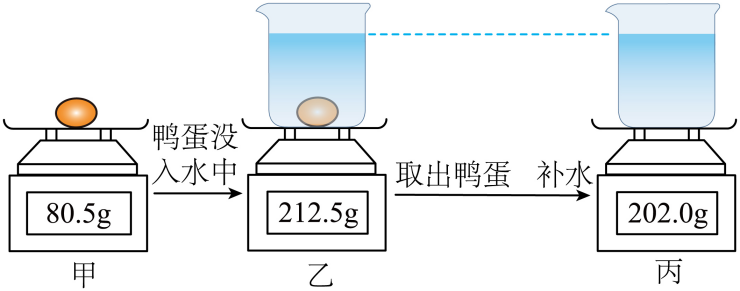 鸭蛋没
入水中
取出鸭蛋 补水
80.5g
212.5g
202.0g
甲
乙
丙